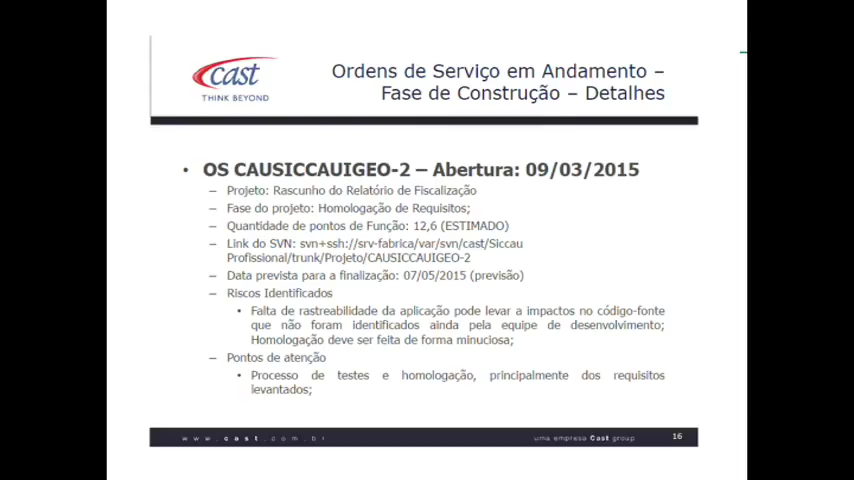 cast
THINK BEYOND
Ordens de Serviço em Andamento –
Fase de Construção – Detalhes
• OS CAUSICCAUIGEO-2 – Abertura: 09/03/2015
– Projeto: Rascunho do Relatório de Fiscalização
– Fase do projeto: Homologação de Requisitos;
– Quantidade de pontos de Função: 12,6 (ESTIMADO)
– Link do SVN: svn+ssh://srv-fabrica/var/svn/cast/Siccau
Profissional/trunk/Projeto/CAUSICCAUIGEO-2
– Data prevista para a finalização: 07/05/2015 (previsão)
– Riscos Identificados
• Falta de rastreabilidade da aplicação pode levar a impactos no código-fonte
que não foram identificados ainda pela equipe de desenvolvimento;
Homologação deve ser feita de forma minuciosa;
– Pontos de atenção
• Processo de testes e homologação, principalmente dos requisitos
levantados;
www.cast.com.br
uma empresa Cast group
16